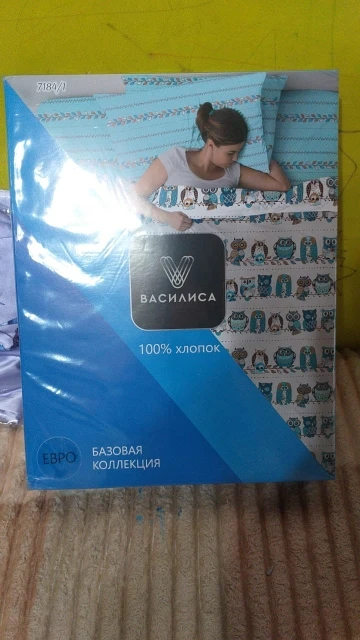 7184/1
ВАСИЛИСА
100% хлопок
ЕВРО
БАЗОВАЯ
КОЛЛЕКЦИЯ